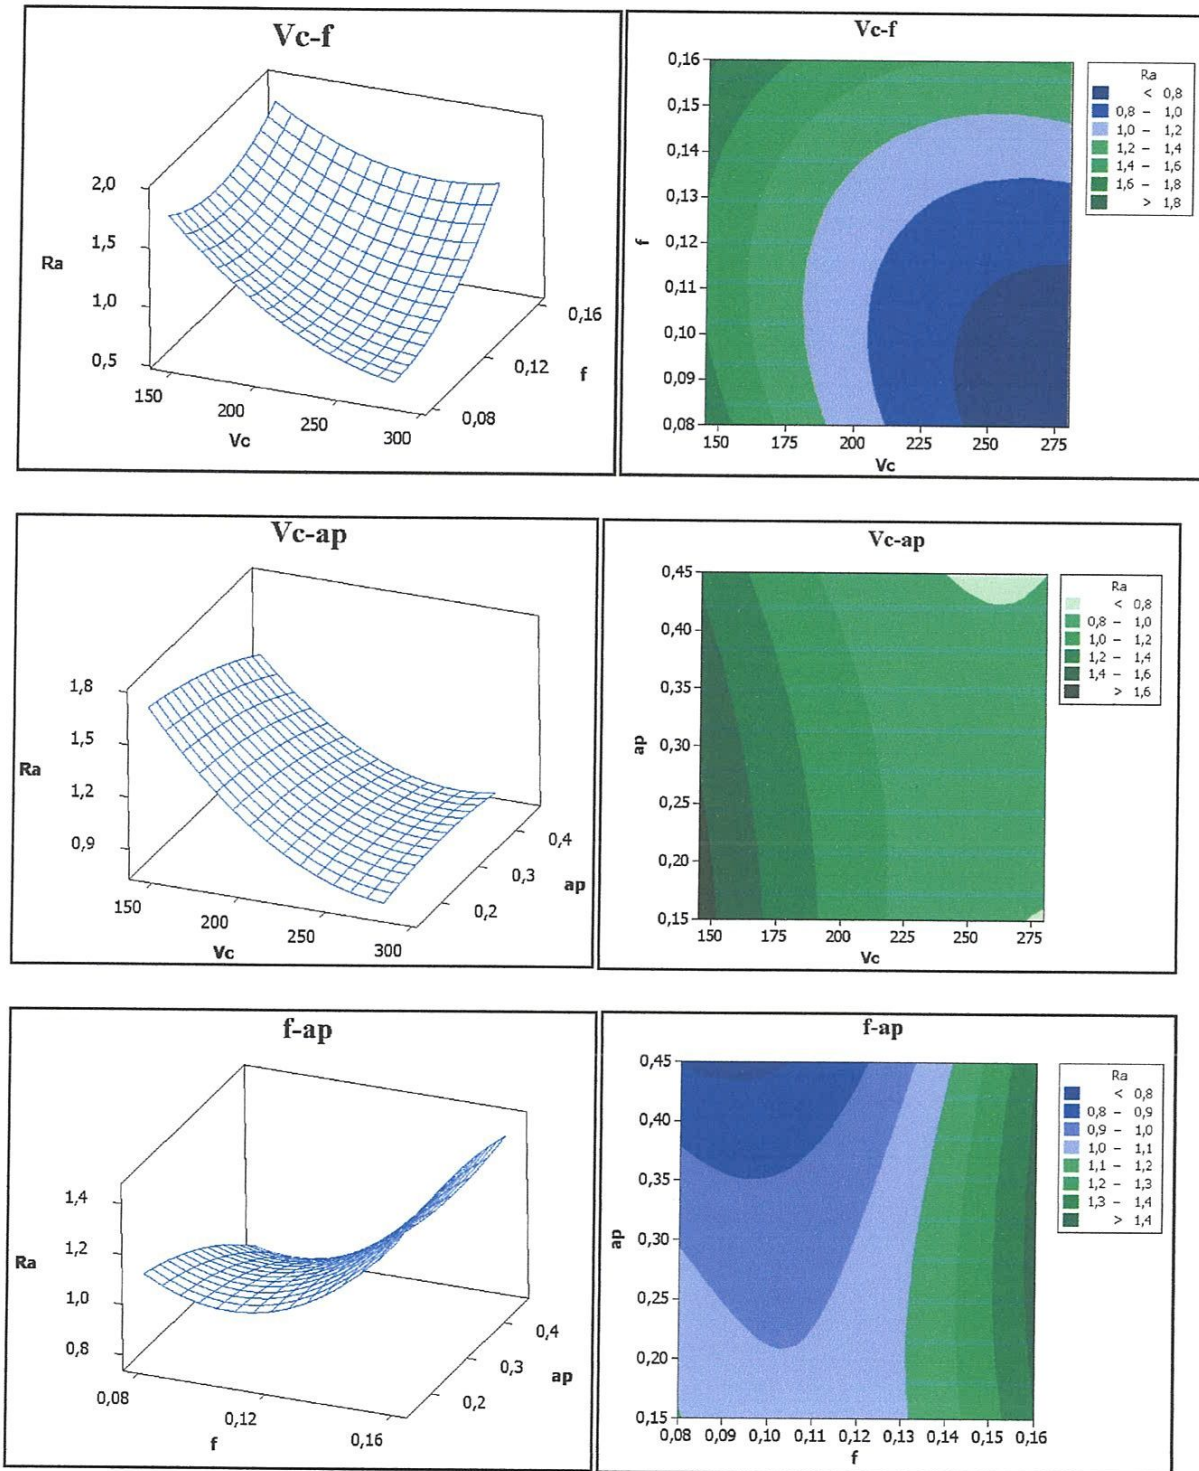 Vc-f
2,0
1,5
Ra
1,0
0,5
150
200
250
300
Vc
0,08
0,12
0,16
f
Vc-f
0,16
0,15
0,14
0,13
0,12
0,11
0,10
0,09
0,08
f
150 175 200 225 250 275
Vc
Ra
< 0,8
0,8 – 1,0
1,0 – 1,2
1,2 – 1,4
1,4 – 1,6
1,6 – 1,8
> 1,8
Vc-ap
1,8
1,5
Ra
1,2
0,9
150
200
250
300
Vc
0,2
0,3
0,4
ap
Vc-ap
0,45
0,40
0,35
0,30
0,25
0,20
0,15
ap
150 175 200 225 250 275
Vc
Ra
< 0,8
0,8 – 1,0
1,0 – 1,2
1,2 – 1,4
1,4 – 1,6
> 1,6
f-ap
1,4
1,2
Ra
1,0
0,8
0,08
0,12
0,16
f
0,2
0,3
0,4
ap
f-ap
0,45
0,40
0,35
0,30
0,25
0,20
0,15
ap
0,08 0,09 0,10 0,11 0,12 0,13 0,14 0,15 0,16
f
Ra
< 0,8
0,8 – 0,9
0,9 – 1,0
1,0 – 1,1
1,1 – 1,2
1,2 – 1,3
1,3 – 1,4
> 1,4